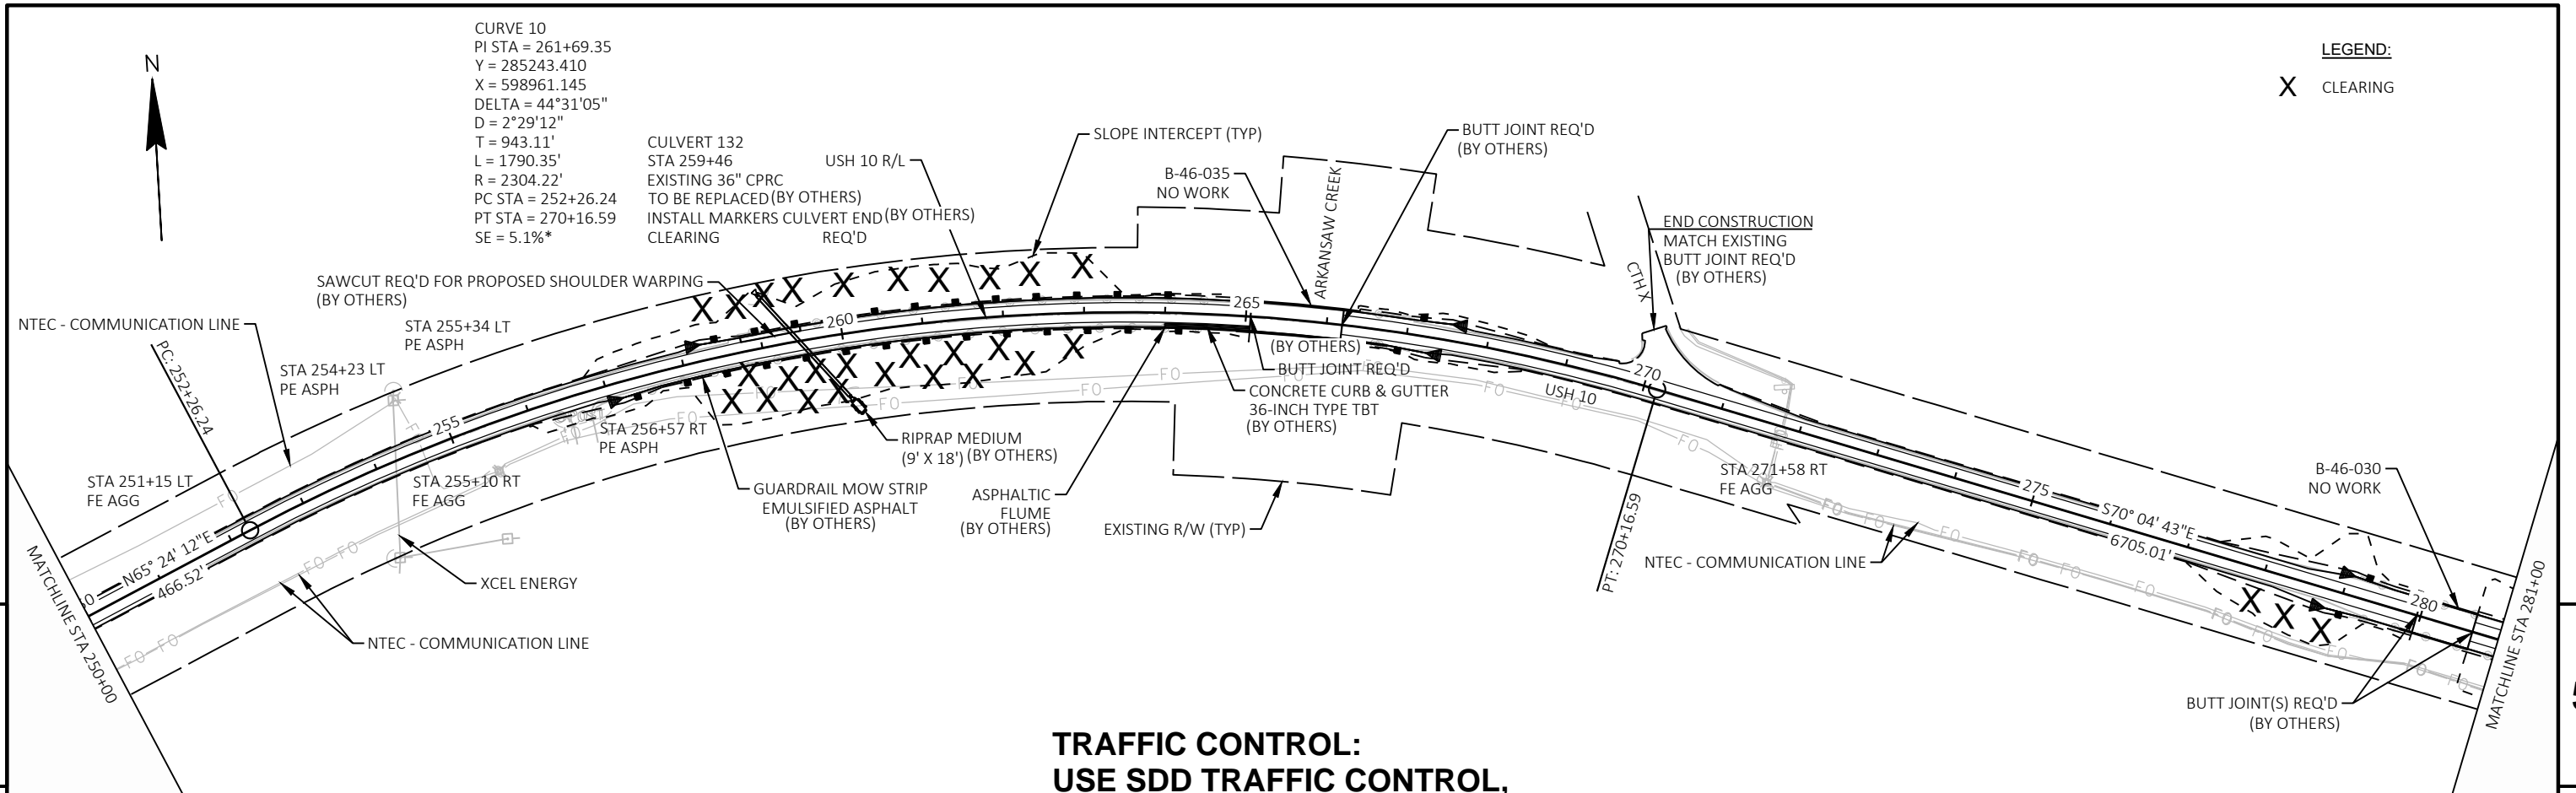 CURVE 10
PI STA = 261+69.35
Y = 285243.410
X = 598961.145
DELTA = 44°31'05"
D = 2°29'12"
T = 943.11'
L = 1790.35'
R = 2304.22'
PC STA = 252+26.24
PT STA = 270+16.59
SE = 5.1%*
N
CULVERT 132
STA 259+46
EXISTING 36" CPRC
TO BE REPLACED (BY OTHERS)
INSTALL MARKERS CULVERT END (BY OTHERS)
CLEARING REQ'D
USH 10 R/L
SLOPE INTERCEPT (TYP)
B-46-035
NO WORK
ARKANSAW CREEK
BUTT JOINT REQ'D
(BY OTHERS)
END CONSTRUCTION
MATCH EXISTING
BUTT JOINT REQ'D
(BY OTHERS)
CTH X
LEGEND:
X CLEARING
SAWCUT REQ'D FOR PROPOSED SHOULDER WARPING
(BY OTHERS)
NTEC - COMMUNICATION LINE
STA 255+34 LT
PE ASPH
STA 254+23 LT
PE ASPH
PC: 252+26.24
STA 251+15 LT
FE AGG
STA 255+10 RT
FE AGG
STA 256+57 RT
PE ASPH
255
260
265
270
275
280
N65° 24' 12"E
466.52'
MATCHLINE STA 250+00
XCEL ENERGY
NTEC - COMMUNICATION LINE
GUARDRAIL MOW STRIP
EMULSIFIED ASPHALT
(BY OTHERS)
RIPRAP MEDIUM
(9' X 18') (BY OTHERS)
ASPHALTIC
FLUME
(BY OTHERS)
(BY OTHERS)
BUTT JOINT REQ'D
CONCRETE CURB & GUTTER
36-INCH TYPE TBT
(BY OTHERS)
EXISTING R/W (TYP)
USH 10
PT: 270+16.59
STA 271+58 RT
FE AGG
NTEC - COMMUNICATION LINE
S70° 04' 43"E
6705.01'
B-46-030
NO WORK
BUTT JOINT(S) REQ'D
(BY OTHERS)
MATCHLINE STA 281+00
FO
TRAFFIC CONTROL:
USE SDD TRAFFIC CONTROL,